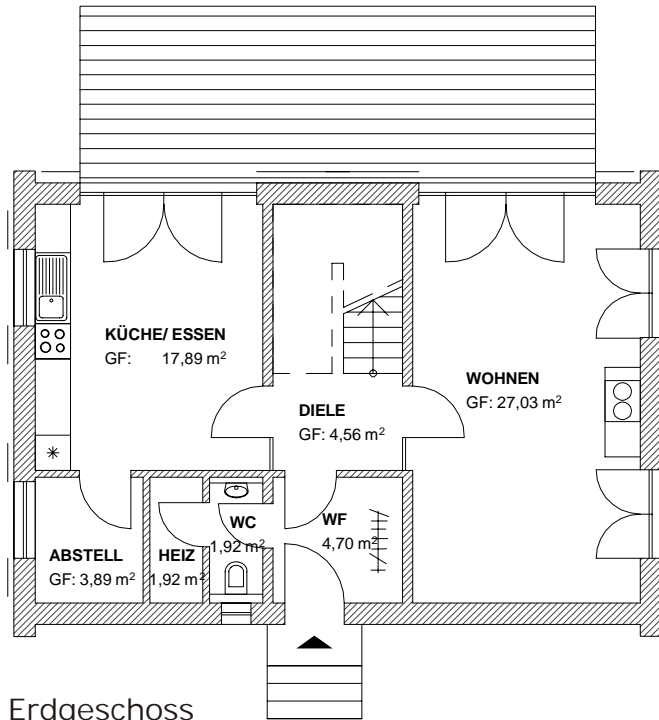 KÜCHE/ ESSEN
GF: 17,89 m²
WOHNEN
GF: 27,03 m²
DIELE
GF: 4,56 m²
ABSTELL
GF: 3,89 m²
HEIZ
1,92 m²
WC
1,92 m²
WF
4,70 m²
Erdgeschoss